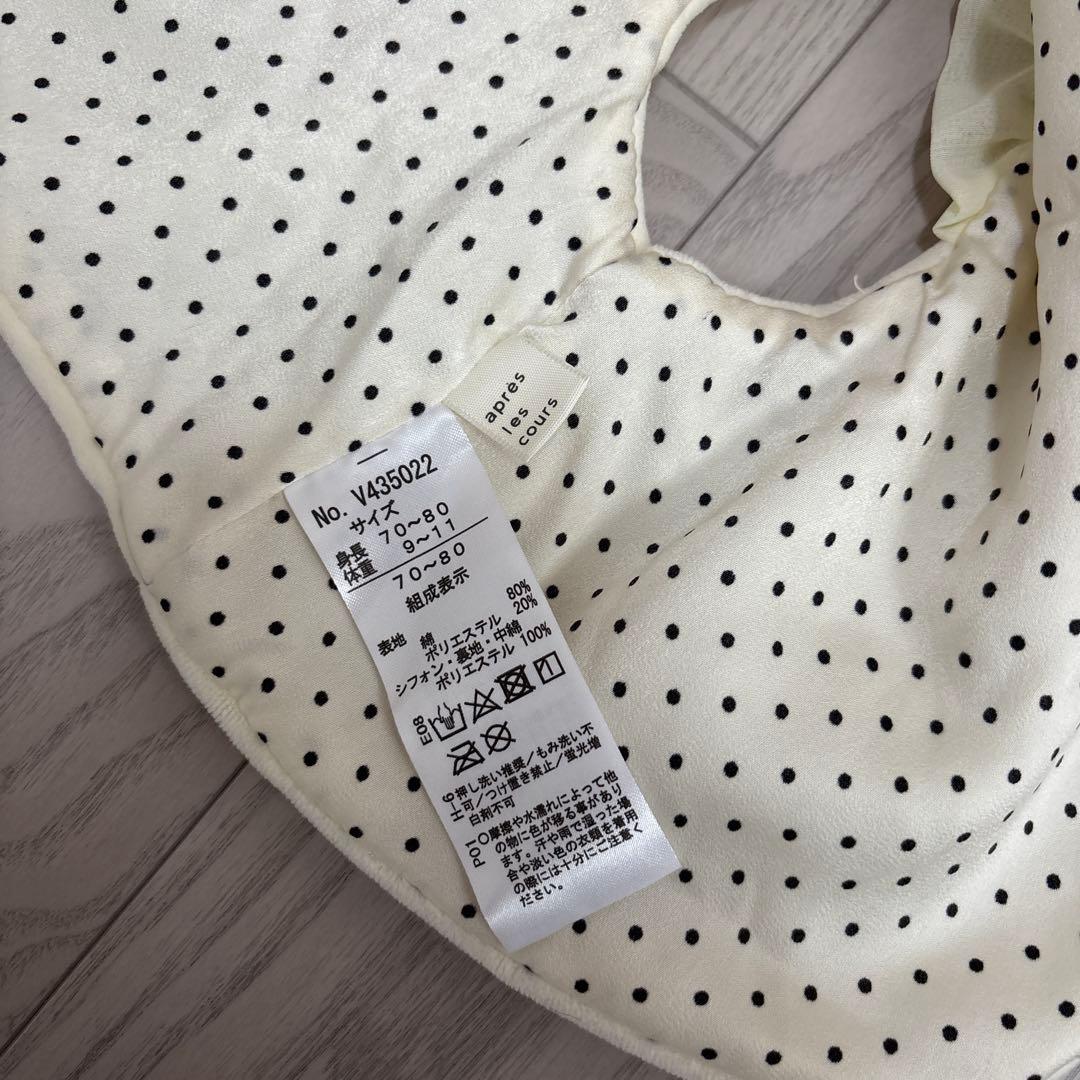 après
les
cours
No. V435022
サイズ
身長 70～80
体重 9～11
70～80
組成表示
表地 綿 80%
ポリエステル 20%
シフォン・裏地・中綿
ポリエステル 100%
E08
H-6 押し洗い推奨/もみ洗い不
可/つけ置き禁止/蛍光増
白剤不可
P01 〇摩擦や水濡れによって他
の物に色が移る事があり
ます。汗や雨で湿った場
合や淡い色の衣類を着用
の際には十分にご注意く
ださい。